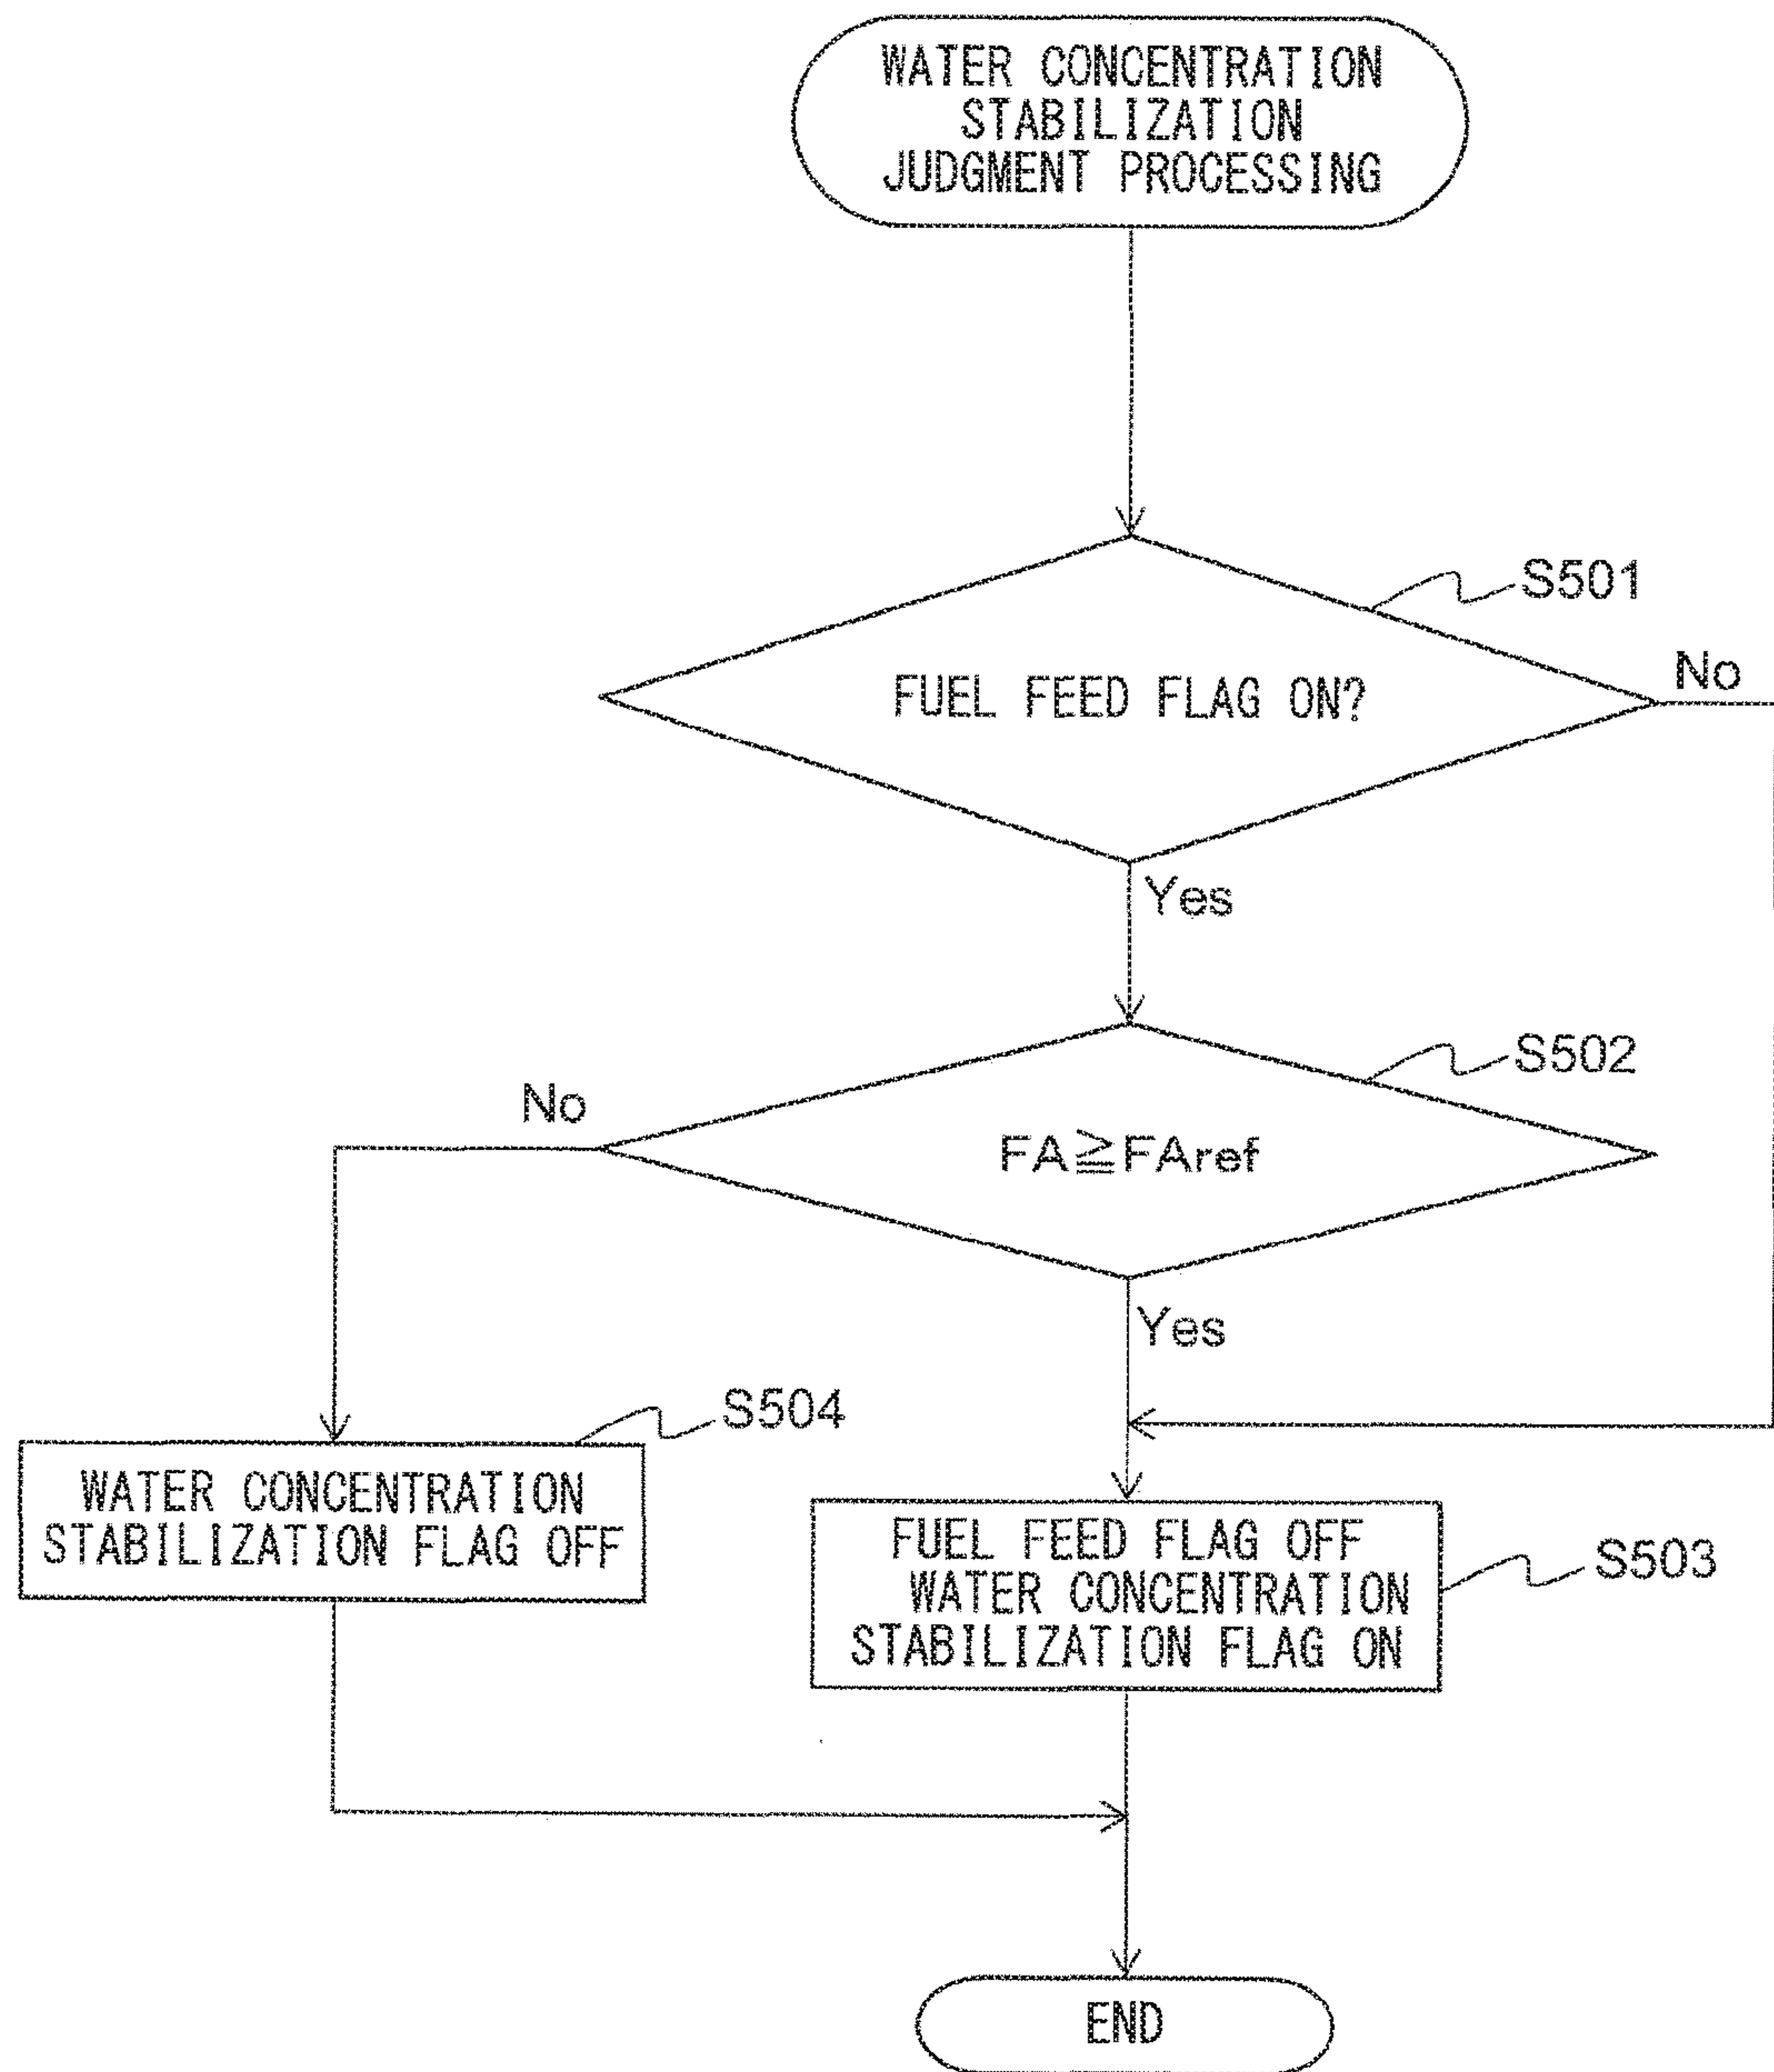 WATER CONCENTRATION
STABILIZATION
JUDGMENT PROCESSING
S501
FUEL FEED FLAG ON?
No
Yes
S502
No
FA≧FAref
Yes
S504
WATER CONCENTRATION
STABILIZATION FLAG OFF
FUEL FEED FLAG OFF
WATER CONCENTRATION
STABILIZATION FLAG ON
S503
END